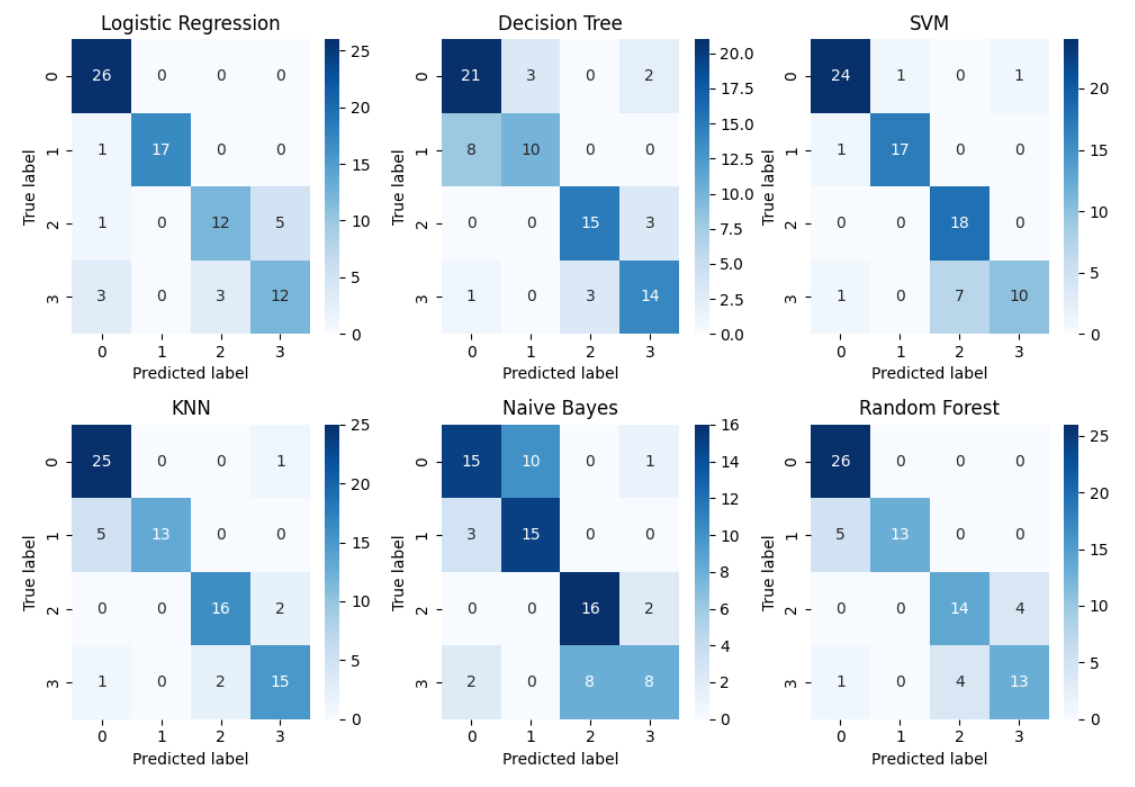 Logistic Regression
0 26 0 0 0
1 1 17 0 0
2 1 0 12 5
3 3 0 3 12
0 1 2 3
True label
Predicted label
25
20
15
10
5
0
Decision Tree
0 21 3 0 2
1 8 10 0 0
2 0 0 15 3
3 1 0 3 14
0 1 2 3
True label
Predicted label
20.0
17.5
15.0
12.5
10.0
7.5
5.0
2.5
0.0
SVM
0 24 1 0 1
1 1 17 0 0
2 0 0 18 0
3 1 0 7 10
0 1 2 3
True label
Predicted label
20
15
10
5
0
KNN
0 25 0 0 1
1 5 13 0 0
2 0 0 16 2
3 1 0 2 15
0 1 2 3
True label
Predicted label
25
20
15
10
5
0
Naive Bayes
0 15 10 0 1
1 3 15 0 0
2 0 0 16 2
3 2 0 8 8
0 1 2 3
True label
Predicted label
16
14
12
10
8
6
4
2
0
Random Forest
0 26 0 0 0
1 5 13 0 0
2 0 0 14 4
3 1 0 4 13
0 1 2 3
True label
Predicted label
25
20
15
10
5
0